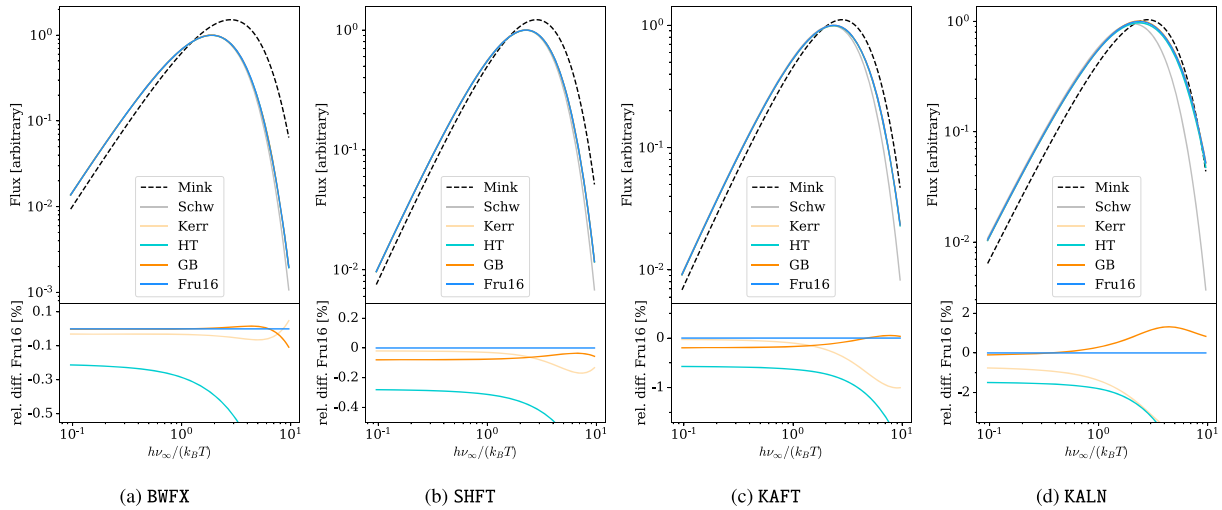 Flux [arbitrary]
10^0
10^-1
10^-2
10^-3
Mink
Schw
Kerr
HT
GB
Fru16
rel. diff. Fru16 [%]
0.1
-0.1
-0.3
-0.5
10^-1
10^0
10^1
hν∞/(k_BT)
(a) BWFX
Flux [arbitrary]
10^0
10^-1
10^-2
Mink
Schw
Kerr
HT
GB
Fru16
rel. diff. Fru16 [%]
0.2
0
-0.2
-0.4
10^-1
10^0
10^1
hν∞/(k_BT)
(b) SHFT
Flux [arbitrary]
10^0
10^-1
10^-2
Mink
Schw
Kerr
HT
GB
Fru16
rel. diff. Fru16 [%]
0
-1
10^-1
10^0
10^1
hν∞/(k_BT)
(c) KAFT
Flux [arbitrary]
10^0
10^-1
10^-2
Mink
Schw
Kerr
HT
GB
Fru16
rel. diff. Fru16 [%]
2
0
-2
10^-1
10^0
10^1
hν∞/(k_BT)
(d) KALN